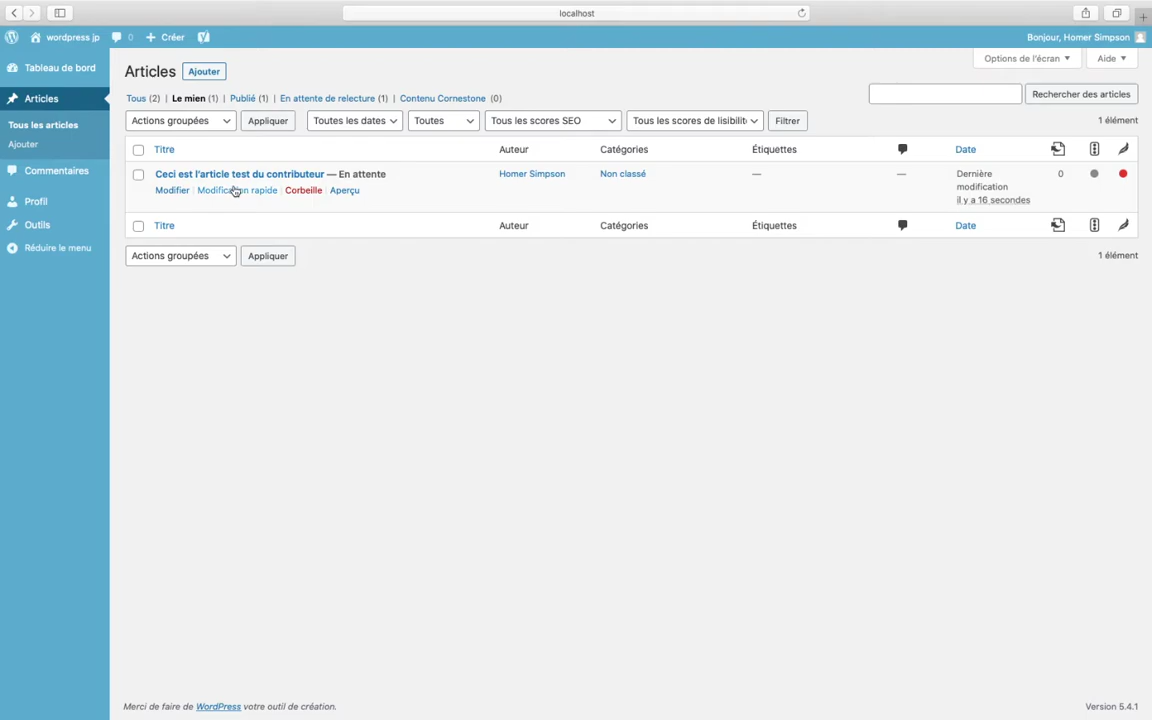 localhost
wordpress jp 0 Créer Bonjour, Homer Simpson
Tableau de bord
Articles
Tous les articles
Ajouter
Commentaires
Profil
Outils
Réduire le menu
Options de l'écran Aide
Articles Ajouter
Tous (2) | Le mien (1) | Publié (1) | En attente de relecture (1) | Contenu Cornestone (0)
Rechercher des articles
Actions groupées Appliquer Toutes les dates Toutes Tous les scores SEO Tous les scores de lisibilit Filtrer 1 élément
Titre Auteur Catégories Étiquettes Date
Ceci est l'article test du contributeur — En attente Homer Simpson Non classé — — Dernière 0
modification
il y a 16 secondes
Modifier | Modification rapide | Corbeille | Aperçu
Titre Auteur Catégories Étiquettes Date
Actions groupées Appliquer 1 élément
Merci de faire de WordPress votre outil de création. Version 5.4.1